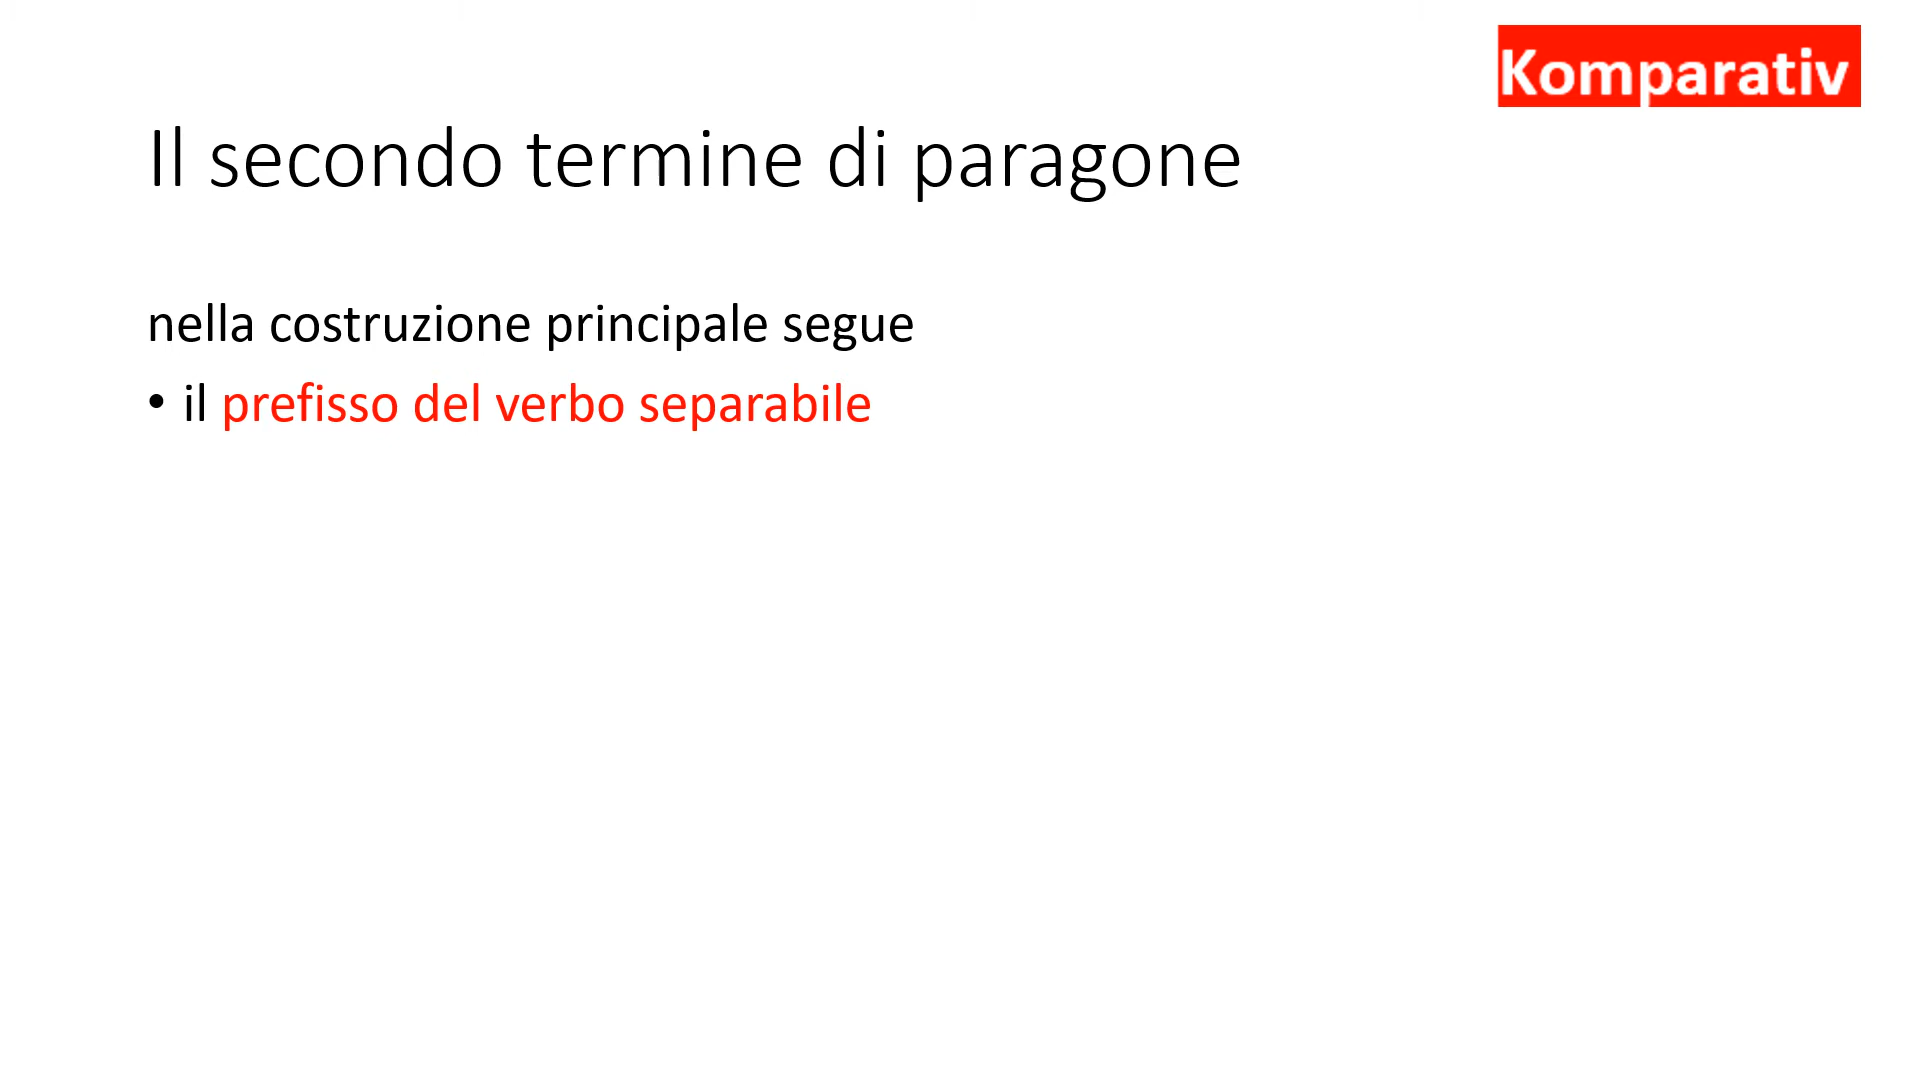 Komparativ
Il secondo termine di paragone
nella costruzione principale segue
• il prefisso del verbo separabile